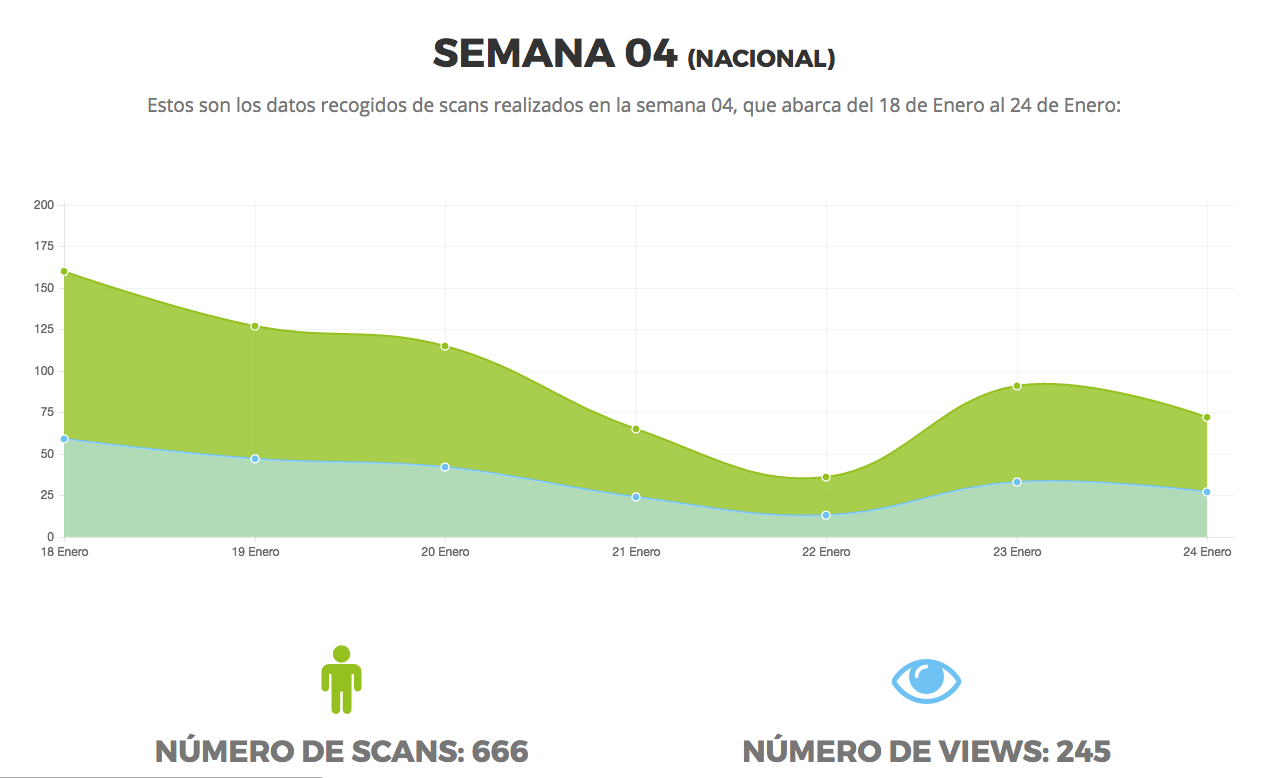 SEMANA 04 (NACIONAL)
Estos son los datos recogidos de scans realizados en la semana 04, que abarca del 18 de Enero al 24 de Enero:
200
175
150
125
100
75
50
25
0
18 Enero 19 Enero 20 Enero 21 Enero 22 Enero 23 Enero 24 Enero
NÚMERO DE SCANS: 666 NÚMERO DE VIEWS: 245